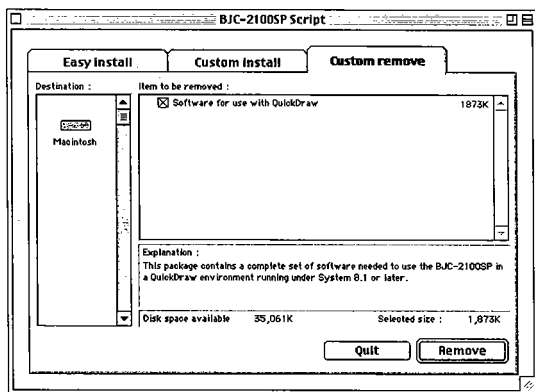 BJC-2100SP Script
Easy install Custom install Custom remove
Destination : Item to be removed :
Software for use with QuickDraw 1873K
Macintosh
Explanation :
This package contains a complete set of software needed to use the BJC-2100SP in
a QuickDraw environment running under System 8.1 or later.
Disk space available 35,061K Selected size : 1,873K
Quit Remove